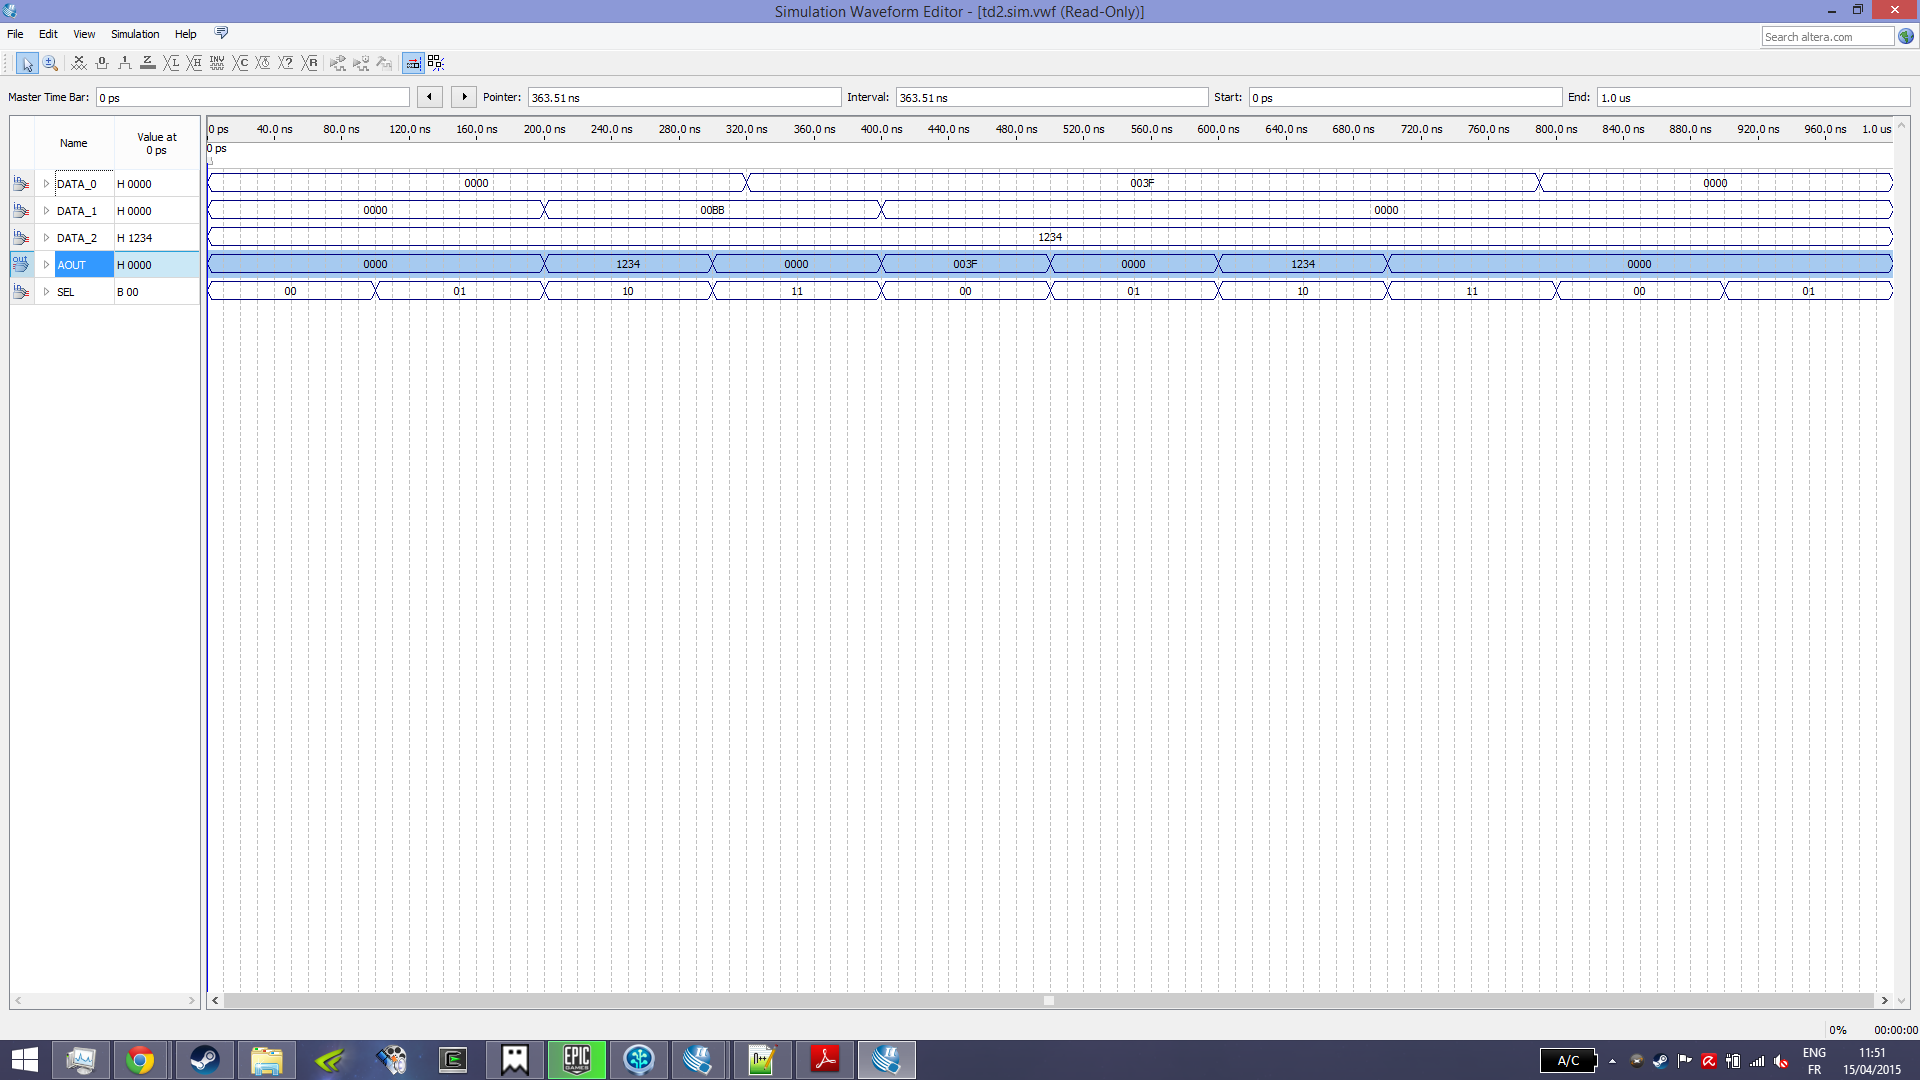 Simulation Waveform Editor - [td2.sim.vwf (Read-Only)]
File Edit View Simulation Help
Search altera.com
Master Time Bar: 0 ps Pointer: 363.51 ns Interval: 363.51 ns Start: 0 ps End: 1.0 us
Name Value at 0 ps
0 ps 40.0 ns 80.0 ns 120.0 ns 160.0 ns 200.0 ns 240.0 ns 280.0 ns 320.0 ns 360.0 ns 400.0 ns 440.0 ns 480.0 ns 520.0 ns 560.0 ns 600.0 ns 640.0 ns 680.0 ns 720.0 ns 760.0 ns 800.0 ns 840.0 ns 880.0 ns 920.0 ns 960.0 ns 1.0 us
0 ps
DATA_0 H 0000 0000 003F 0000
DATA_1 H 0000 0000 00BB 0000
DATA_2 H 1234 1234
AOUT H 0000 0000 1234 0000 003F 0000 1234 0000
SEL B 00 00 01 10 11 00 01 10 11 00 01
0% 00:00:00
EPIC GAMES
A/C
ENG 11:51
FR 15/04/2015